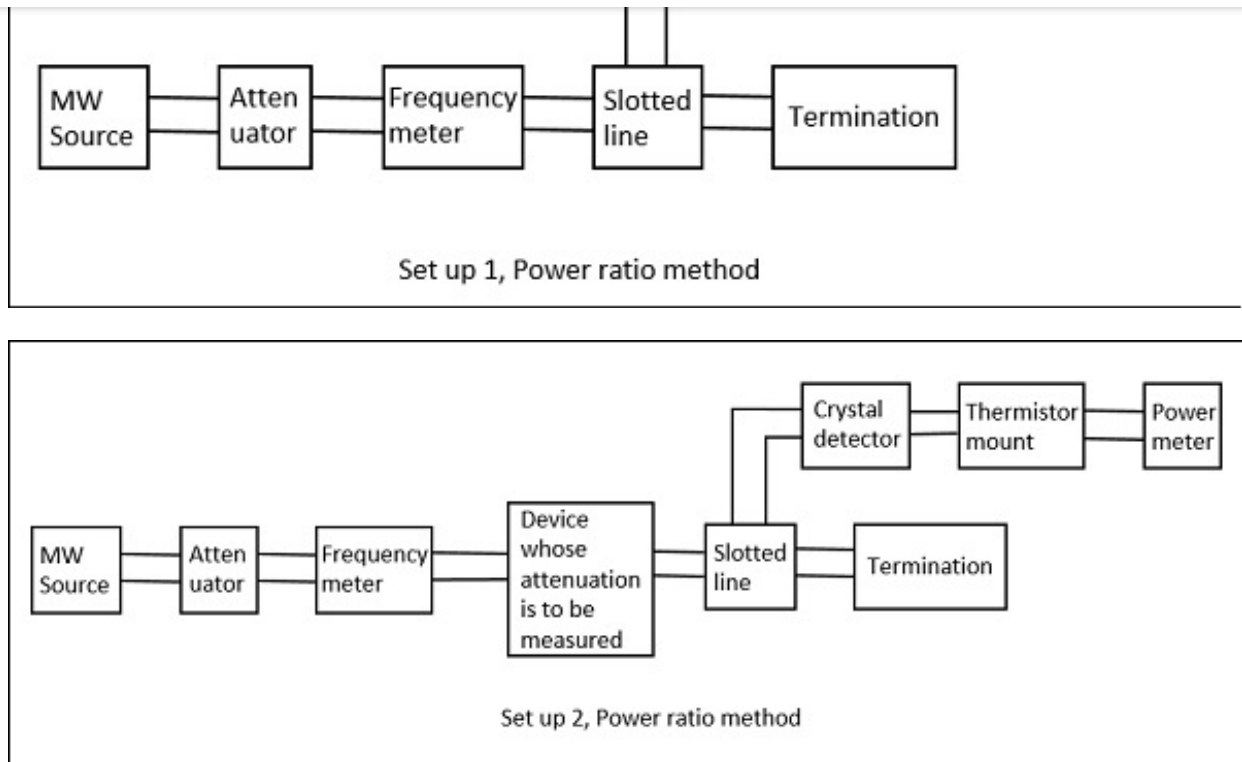 MW
Source
Atten
uator
Frequency
meter
Slotted
line
Termination
Set up 1, Power ratio method
Crystal
detector
Thermistor
mount
Power
meter
MW
Source
Atten
uator
Frequency
meter
Device
whose
attenuation
is to be
measured
Slotted
line
Termination
Set up 2, Power ratio method